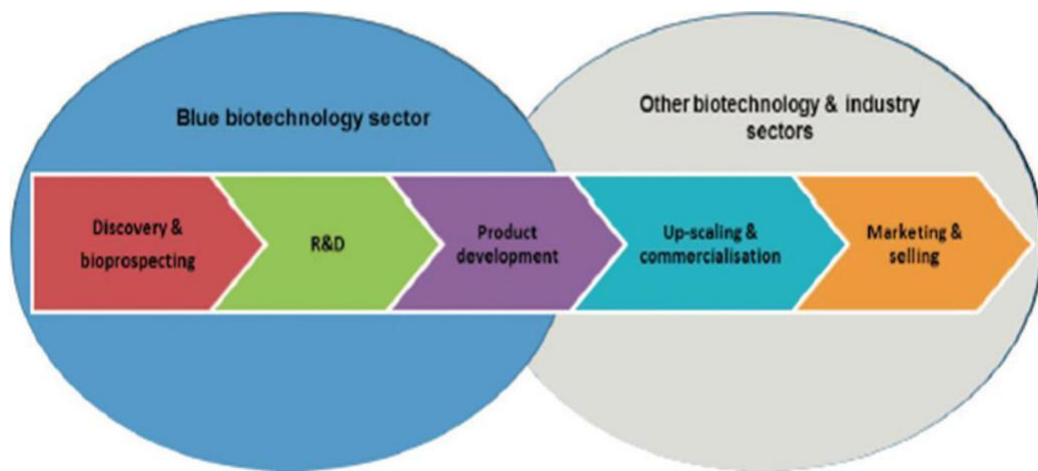 Blue biotechnology sector
Other biotechnology & industry
sectors
Discovery &
bioprospecting
R&D
Product
development
Up-scaling &
commercialisation
Marketing &
selling